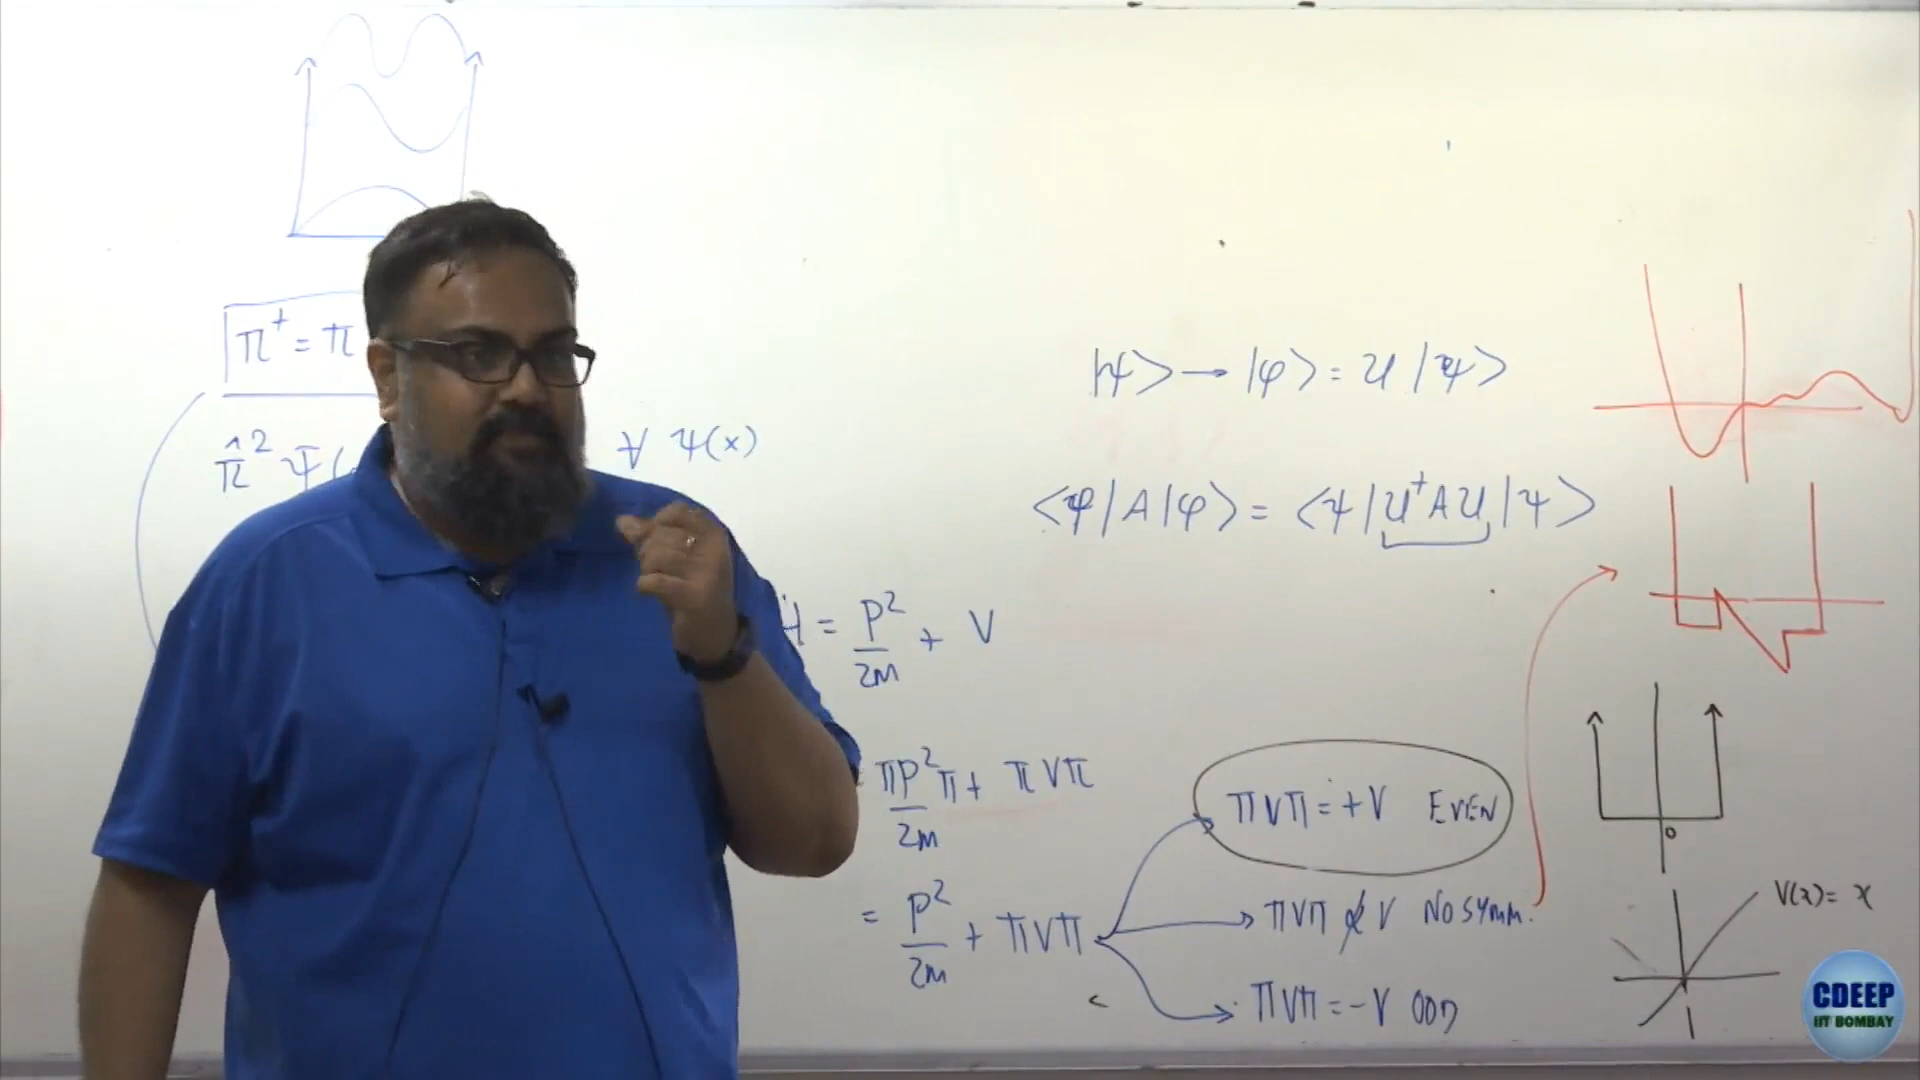 π† = π
π̂² Ψ(
∀ Ψ(x)
|ψ⟩ → |φ⟩ = U |ψ⟩
⟨φ|A|φ⟩ = ⟨ψ|U†AU|ψ⟩
H = P²/2M + V
= πP²π/2M + πVπ
= P²/2M + πVπ
πVπ = +V EVEN
πVπ ∝̸ V NO SYMM.
πVπ = -V ODD
0
V(x) = x
CDEEP
IIT BOMBAY